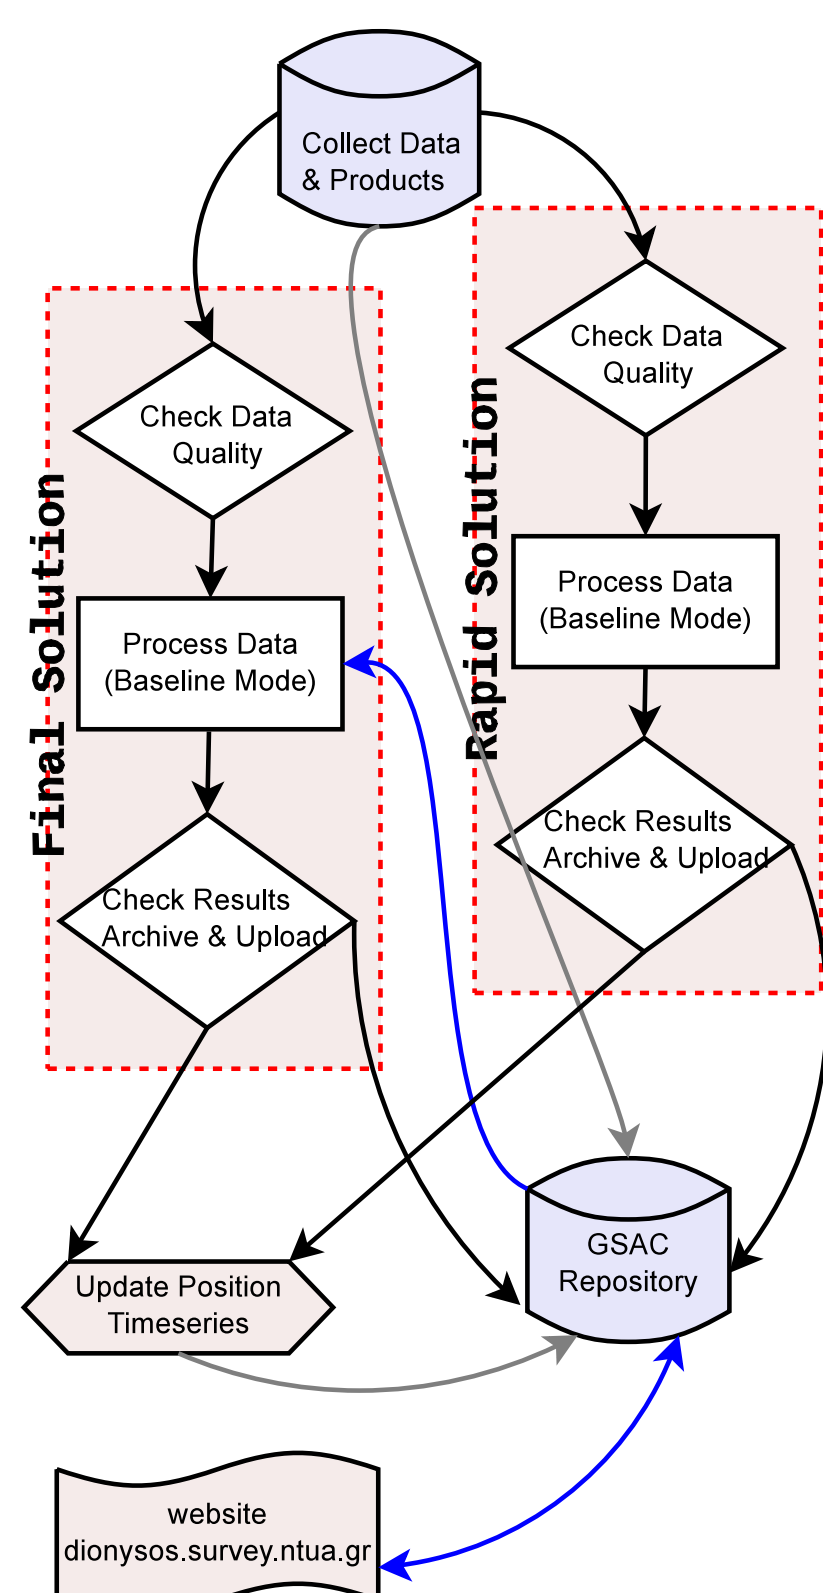 Collect Data
& Products
Check Data
Quality
Process Data
(Baseline Mode)
Check Results
Archive & Upload
Rapid Solution
Check Data
Quality
Process Data
(Baseline Mode)
Check Results
Archive & Upload
Final Solution
GSAC
Repository
Update Position
Timeseries
website
dionysos.survey.ntua.gr